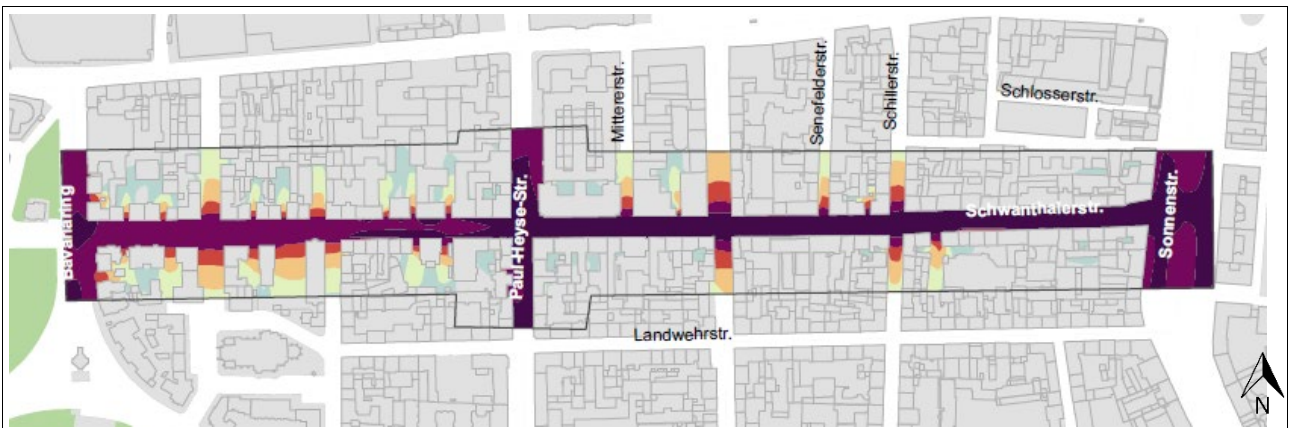 Mittererstr.
Senefelderstr.
Schillerstr.
Schlosserstr.
Bavariaring
Paul-Heyse-Str.
Schwanthalerstr.
Sonnenstr.
Landwehrstr.
N